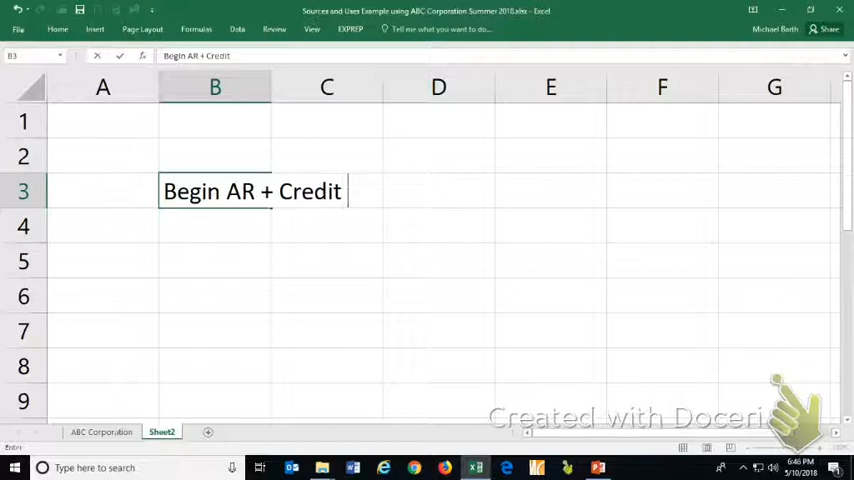 Sources and Uses Example using ABC Corporation Summer 2018.xlsx - Excel
Michael Barth
File Home Insert Page Layout Formulas Data Review View EXPREP Tell me what you want to do... Share
B3 fx Begin AR + Credit
A B C D E F G
1
2
3 Begin AR + Credit
4
5
6
7
8
9
Created with Doceri
ABC Corporation Sheet2
Enter
Type here to search
6:46 PM
5/10/2018